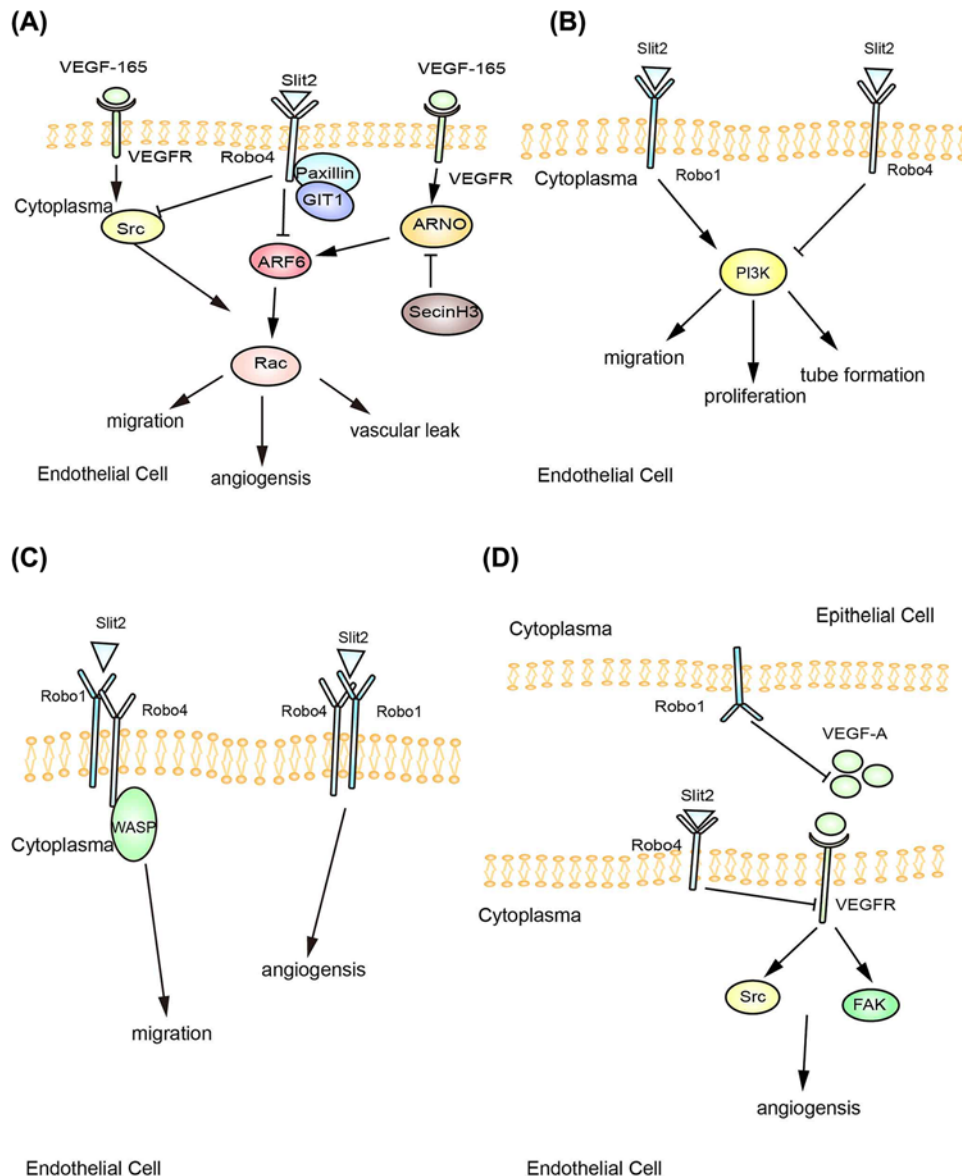 (A)
VEGF-165
Slit2
VEGF-165
VEGFR
Robo4
Paxillin
GIT1
VEGFR
Cytoplasma
Src
ARNO
ARF6
SecinH3
Rac
migration
vascular leak
angiogensis
Endothelial Cell
(B)
Slit2
Slit2
Cytoplasma
Robo1
Robo4
PI3K
migration
tube formation
proliferation
Endothelial Cell
(C)
Slit2
Slit2
Robo1
Robo4
Robo4
Robo1
WASP
Cytoplasma
angiogensis
migration
Endothelial Cell
(D)
Epithelial Cell
Cytoplasma
Robo1
VEGF-A
Slit2
Robo4
Cytoplasma
VEGFR
Src
FAK
angiogensis
Endothelial Cell